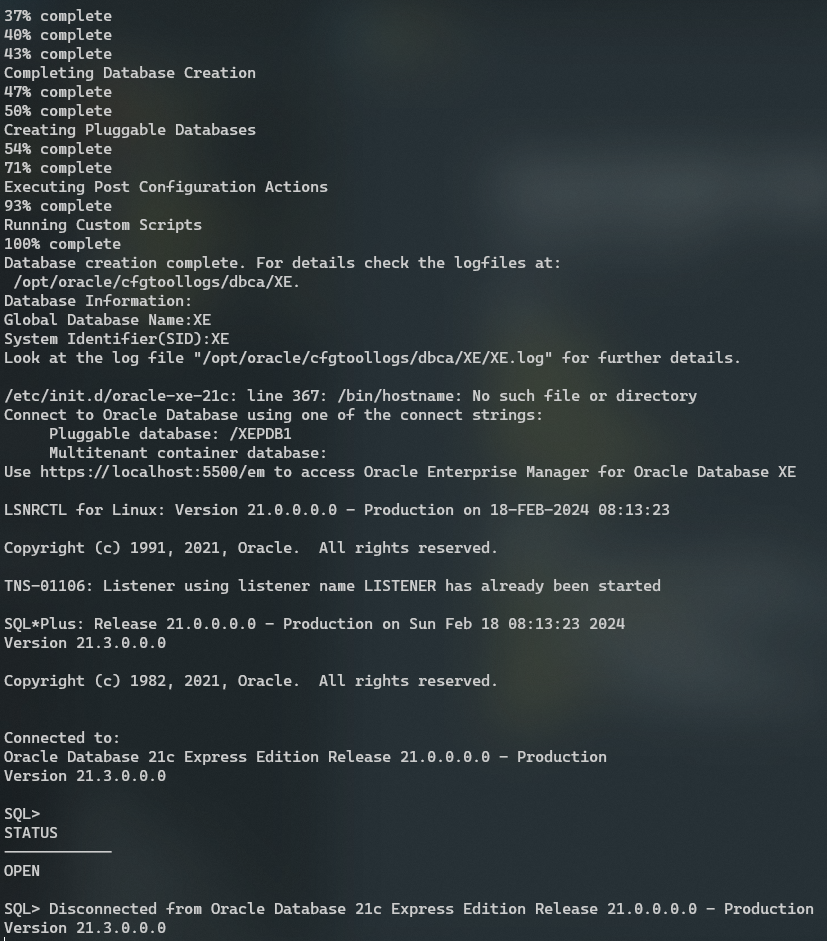 37% complete
40% complete
43% complete
Completing Database Creation
47% complete
50% complete
Creating Pluggable Databases
54% complete
71% complete
Executing Post Configuration Actions
93% complete
Running Custom Scripts
100% complete
Database creation complete. For details check the logfiles at:
 /opt/oracle/cfgtoollogs/dbca/XE.
Database Information:
Global Database Name:XE
System Identifier(SID):XE
Look at the log file "/opt/oracle/cfgtoollogs/dbca/XE/XE.log" for further details.

/etc/init.d/oracle-xe-21c: line 367: /bin/hostname: No such file or directory
Connect to Oracle Database using one of the connect strings:
     Pluggable database: /XEPDB1
     Multitenant container database:
Use https://localhost:5500/em to access Oracle Enterprise Manager for Oracle Database XE

LSNRCTL for Linux: Version 21.0.0.0.0 - Production on 18-FEB-2024 08:13:23

Copyright (c) 1991, 2021, Oracle.  All rights reserved.

TNS-01106: Listener using listener name LISTENER has already been started

SQL*Plus: Release 21.0.0.0.0 - Production on Sun Feb 18 08:13:23 2024
Version 21.3.0.0.0

Copyright (c) 1982, 2021, Oracle.  All rights reserved.


Connected to:
Oracle Database 21c Express Edition Release 21.0.0.0.0 - Production
Version 21.3.0.0.0

SQL>
STATUS
------------
OPEN

SQL> Disconnected from Oracle Database 21c Express Edition Release 21.0.0.0.0 - Production
Version 21.3.0.0.0